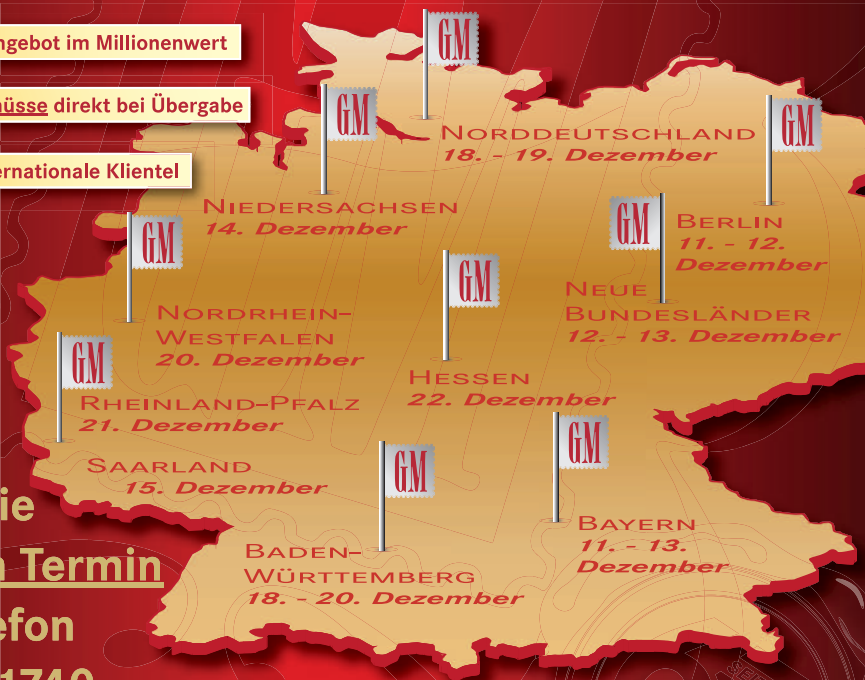 ngebot im Millionenwert
üsse direkt bei Übergabe
ernationale Klientel
GM
GM
NORDDEUTSCHLAND
18. - 19. Dezember
GM
NIEDERSACHSEN
14. Dezember
GM
BERLIN
11. - 12.
Dezember
GM
NORDRHEIN-
WESTFALEN
20. Dezember
GM
NEUE
BUNDESLÄNDER
12. - 13. Dezember
GM
HESSEN
22. Dezember
GM
RHEINLAND-PFALZ
21. Dezember
SAARLAND
15. Dezember
GM
BADEN-
WÜRTTEMBERG
18. - 20. Dezember
GM
BAYERN
11. - 13.
Dezember
ie
n Termin
efon
1740